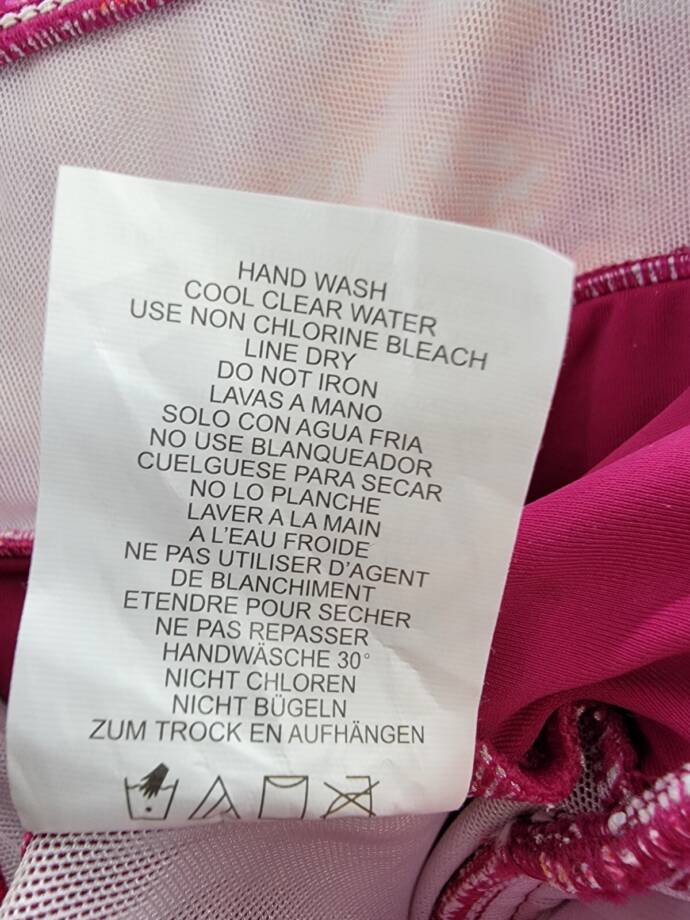 HAND WASH
COOL CLEAR WATER
USE NON CHLORINE BLEACH
LINE DRY
DO NOT IRON
LAVAS A MANO
SOLO CON AGUA FRIA
NO USE BLANQUEADOR
CUELGUESE PARA SECAR
NO LO PLANCHE
LAVER A LA MAIN
A L'EAU FROIDE
NE PAS UTILISER D'AGENT
DE BLANCHIMENT
ETENDRE POUR SECHER
NE PAS REPASSER
HANDWÄSCHE 30°
NICHT CHLOREN
NICHT BÜGELN
ZUM TROCK EN AUFHÄNGEN